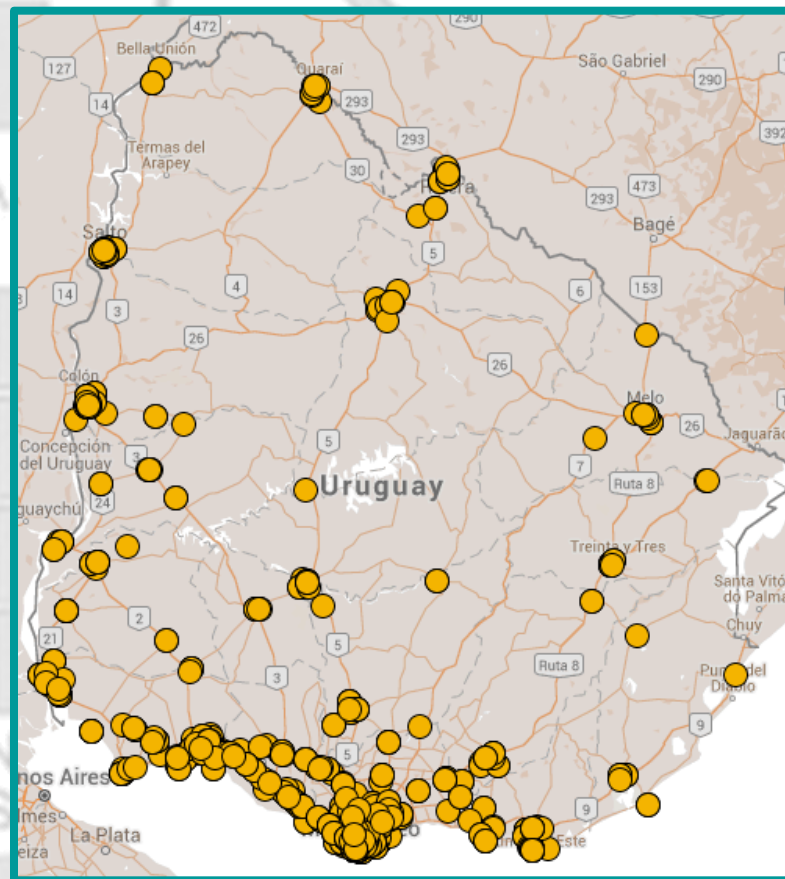 472
290
Bella Unión
127
Quaraí
São Gabriel
290
14
293
392
Termas del
Arapey
293
30
473
293
Bagé
Salto
5
14
4
6
153
3
26
26
Colón
Melo
26
Jaguarão
Concepción
del Uruguay
3
5
7
Ruta 8
Uruguay
24
guaychú
Treinta y Tres
Santa Vitó
do Palma
2
Chuy
21
5
Ruta 8
3
9
nos Aires
5
9
La Plata